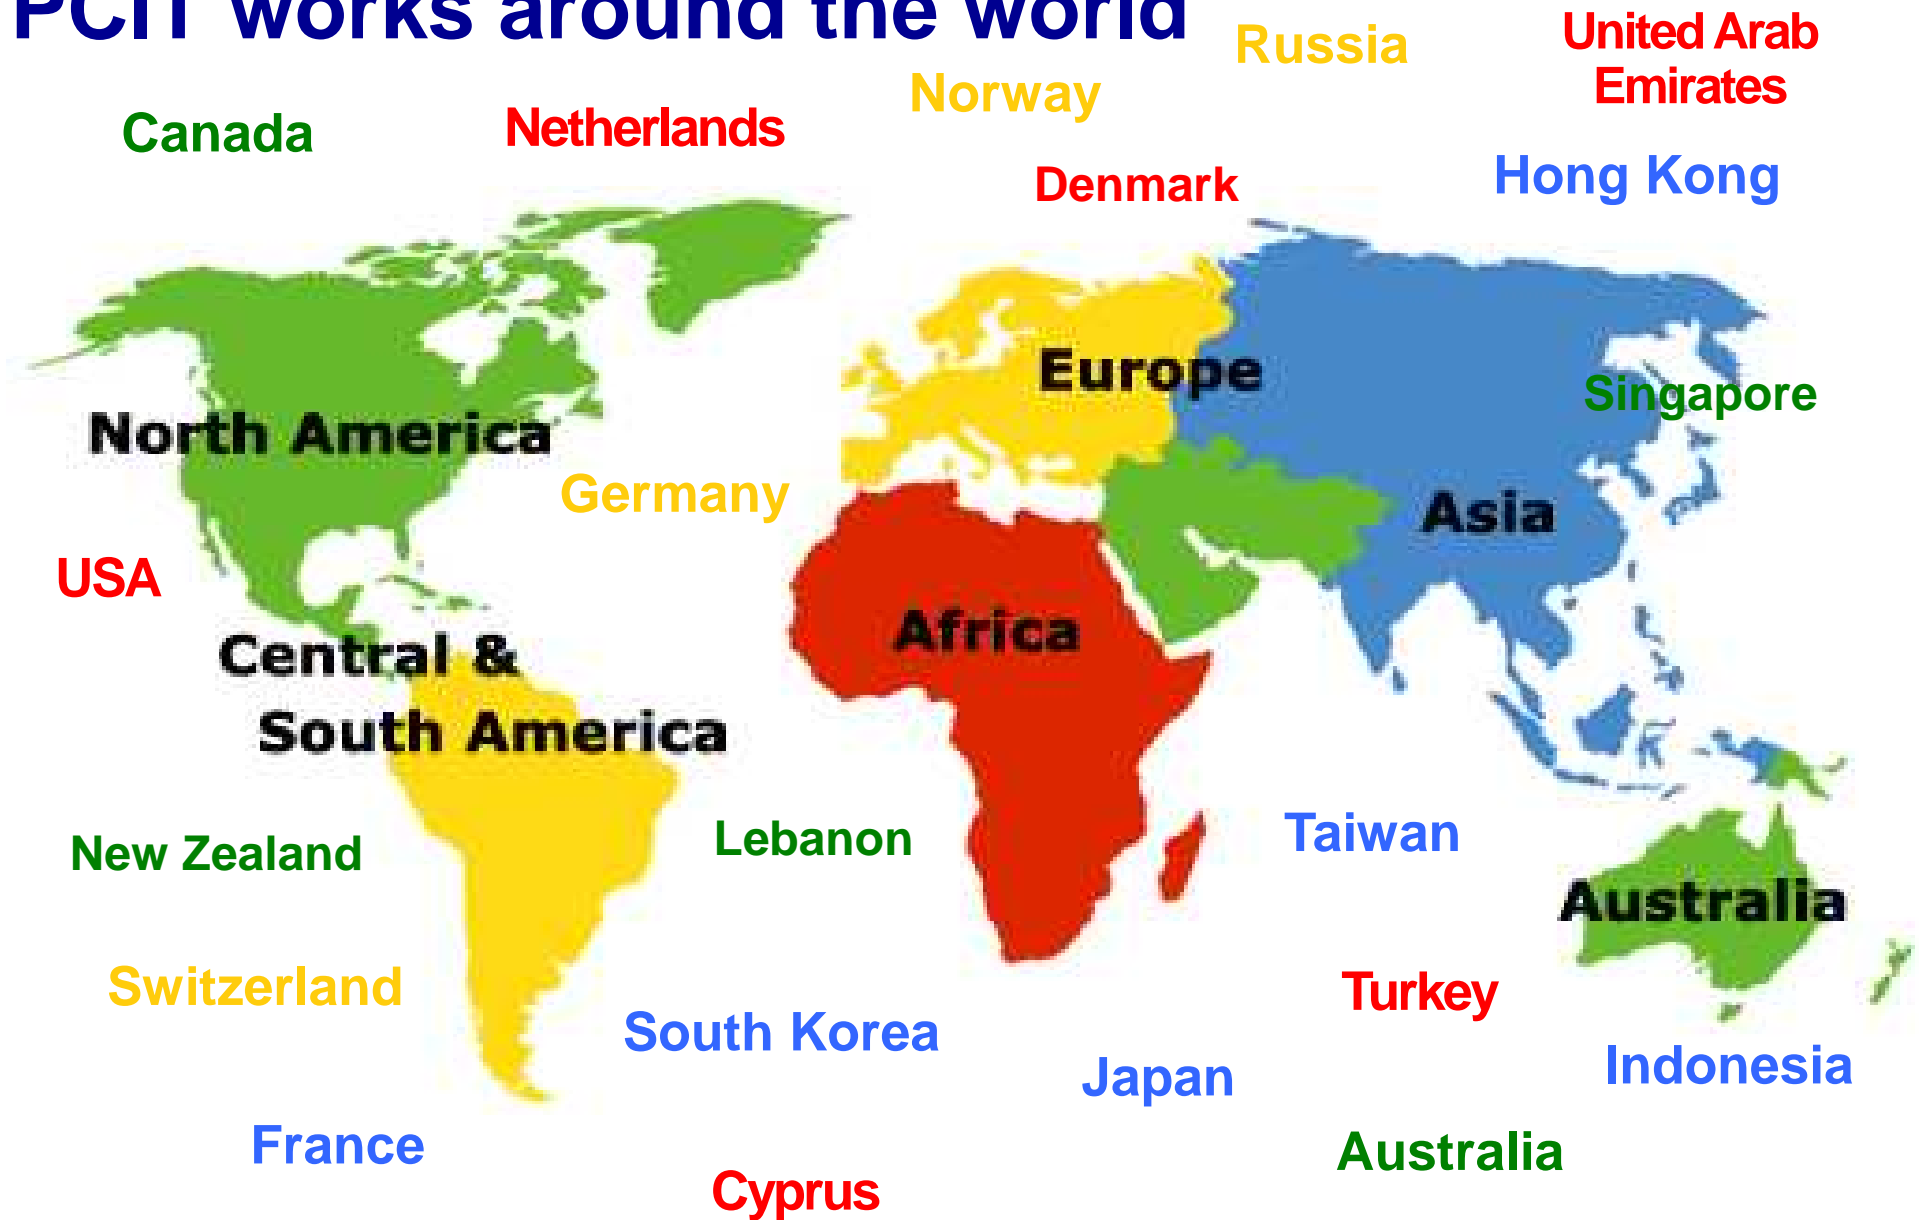 PCIT works around the world
Russia
United Arab
Emirates
Norway
Canada
Netherlands
Denmark
Hong Kong
Europe
Singapore
North America
Germany
Asia
USA
Africa
Central &
South America
New Zealand
Lebanon
Taiwan
Australia
Switzerland
Turkey
South Korea
Japan
Indonesia
France
Australia
Cyprus